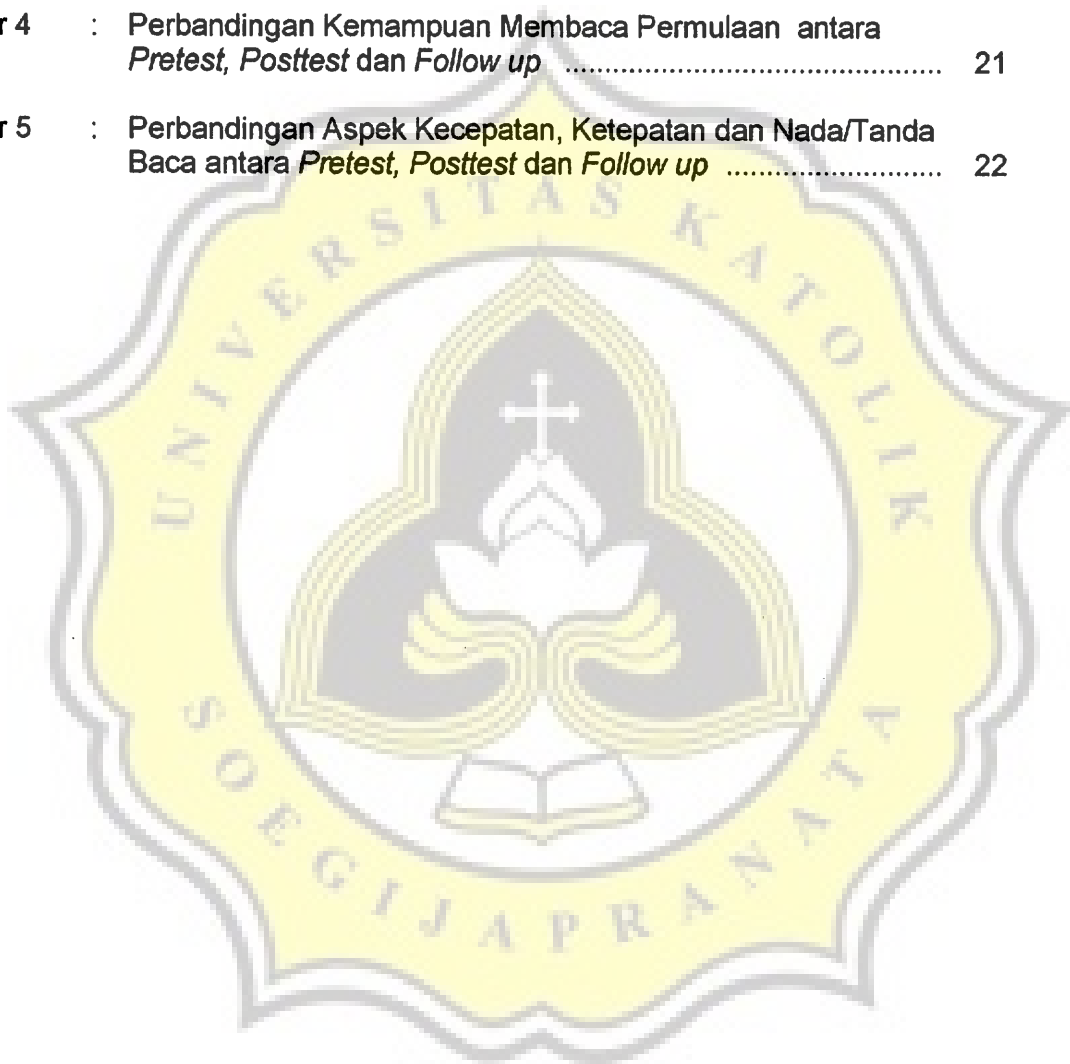 r 4 : Perbandingan Kemampuan Membaca Permulaan antara
Pretest, Posttest dan Follow up ............................................. 21
r 5 : Perbandingan Aspek Kecepatan, Ketepatan dan Nada/Tanda
Baca antara Pretest, Posttest dan Follow up .......................... 22
UNIVERSITAS KATOLIK
SOEGIJAPRANATA